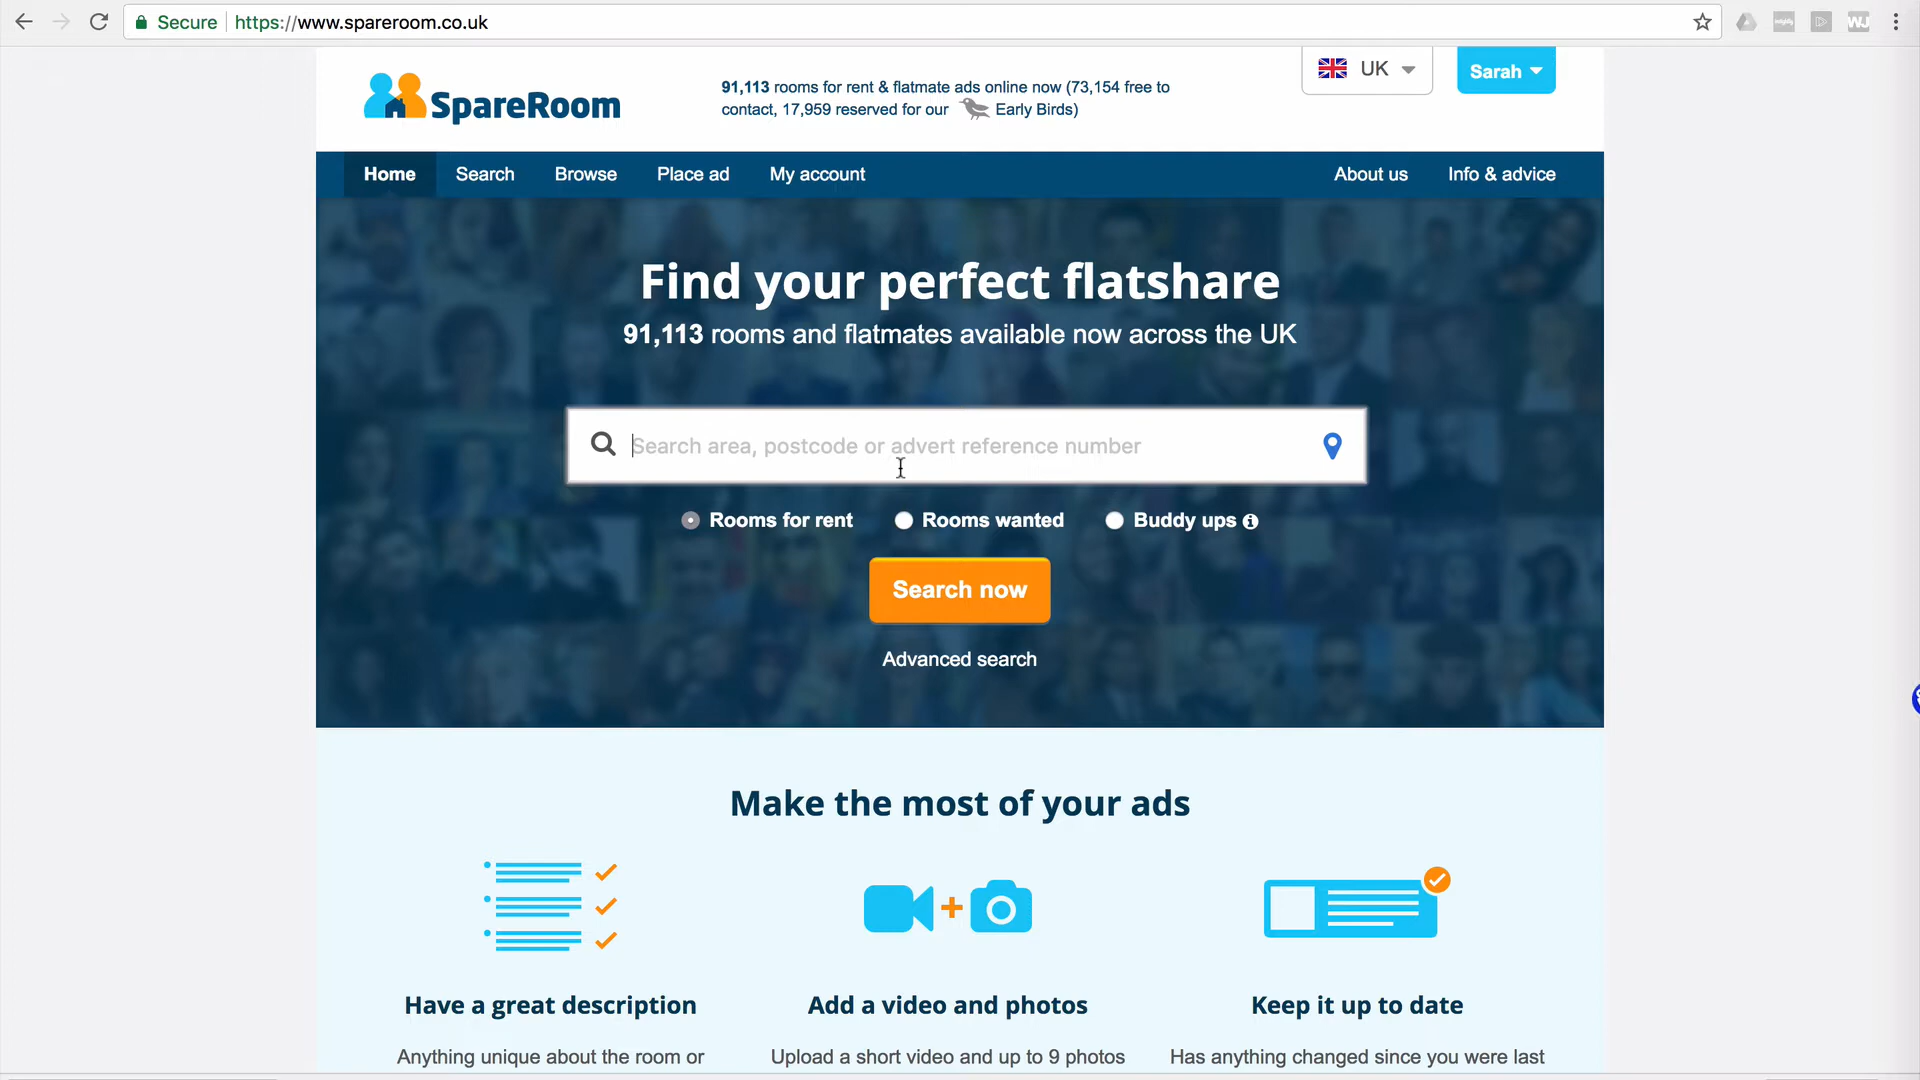 Secure https://www.spareroom.co.uk
WJ
SpareRoom
91,113 rooms for rent & flatmate ads online now (73,154 free to
contact, 17,959 reserved for our Early Birds)
UK
Sarah
Home Search Browse Place ad My account About us Info & advice
Find your perfect flatshare
91,113 rooms and flatmates available now across the UK
Search area, postcode or advert reference number
Rooms for rent Rooms wanted Buddy ups
Search now
Advanced search
Make the most of your ads
Have a great description
Add a video and photos
Keep it up to date
Anything unique about the room or
Upload a short video and up to 9 photos
Has anything changed since you were last